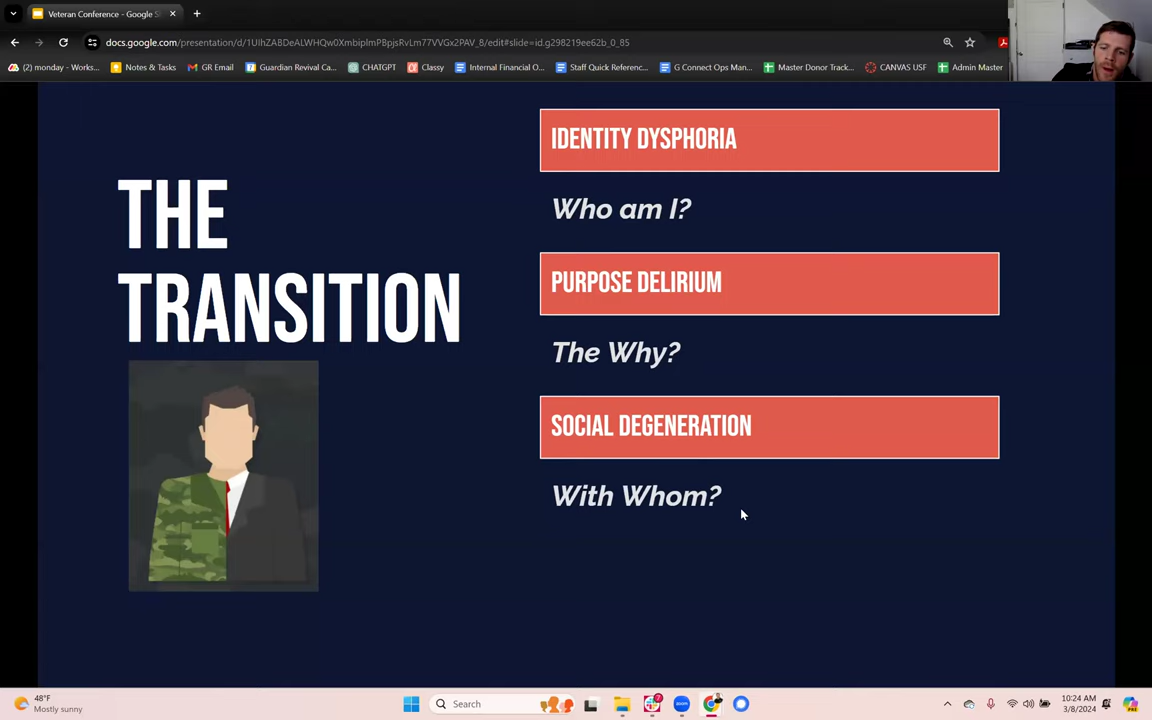 Veteran Conference - Google S
docs.google.com/presentation/d/1UIhZABDeALWHQw0XmbiplmPBpjsRvLm77VVGx2PAV_8/edit#slide=id.g298219ee62b_0_85
monday - Works...
Notes & Tasks
GR Email
Guardian Revival Ca...
CHATGPT
Classy
Internal Financial O...
Staff Quick Referenc...
G Connect Ops Man...
Master Donor Track...
CANVAS USF
Admin Master
THE
TRANSITION
IDENTITY DYSPHORIA
Who am I?
PURPOSE DELIRIUM
The Why?
SOCIAL DEGENERATION
With Whom?
48°F
Mostly sunny
Search
7
10:24 AM
3/8/2024
PRE